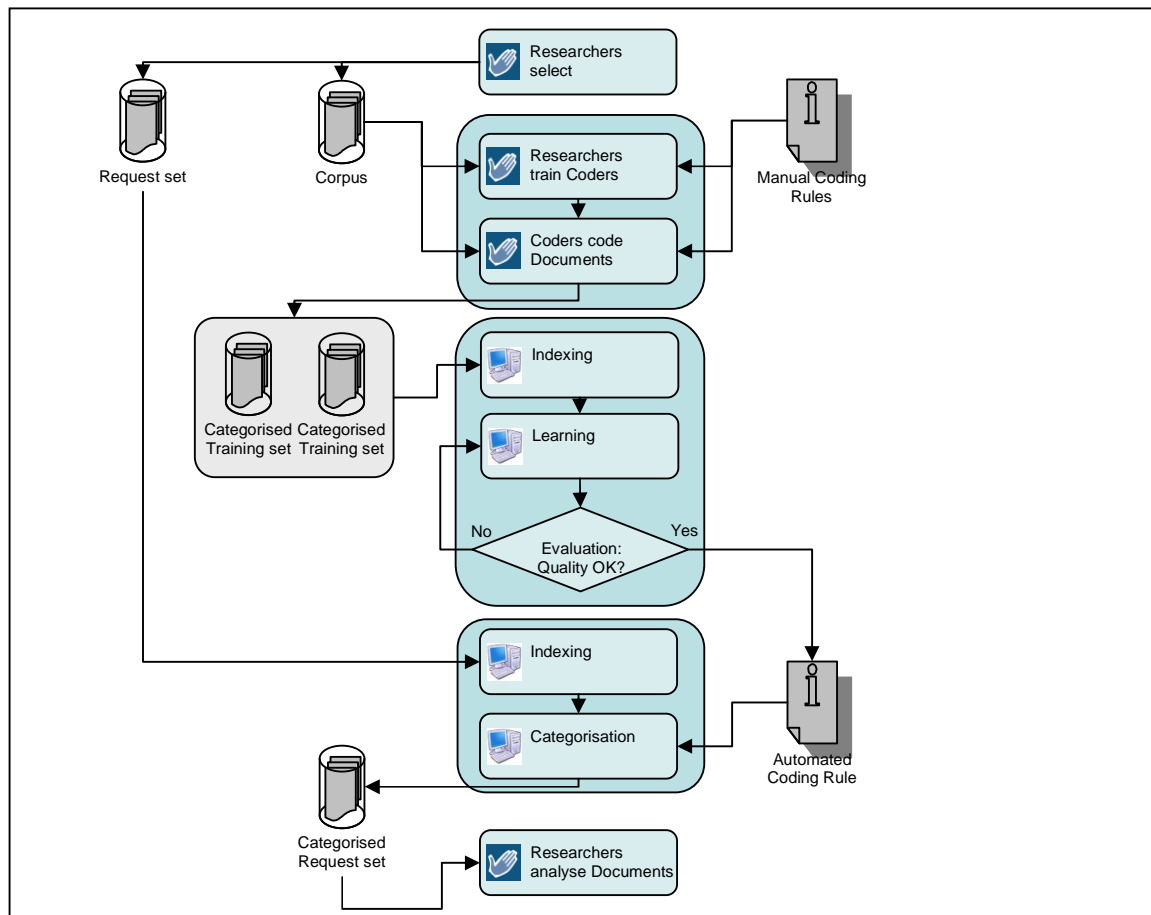 Researchers
select
Request set
Corpus
Researchers
train Coders
Manual Coding
Rules
Coders code
Documents
Indexing
Categorised
Training set
Categorised
Training set
Learning
No
Yes
Evaluation:
Quality OK?
Indexing
Categorisation
Automated
Coding Rule
Categorised
Request set
Researchers
analyse Documents